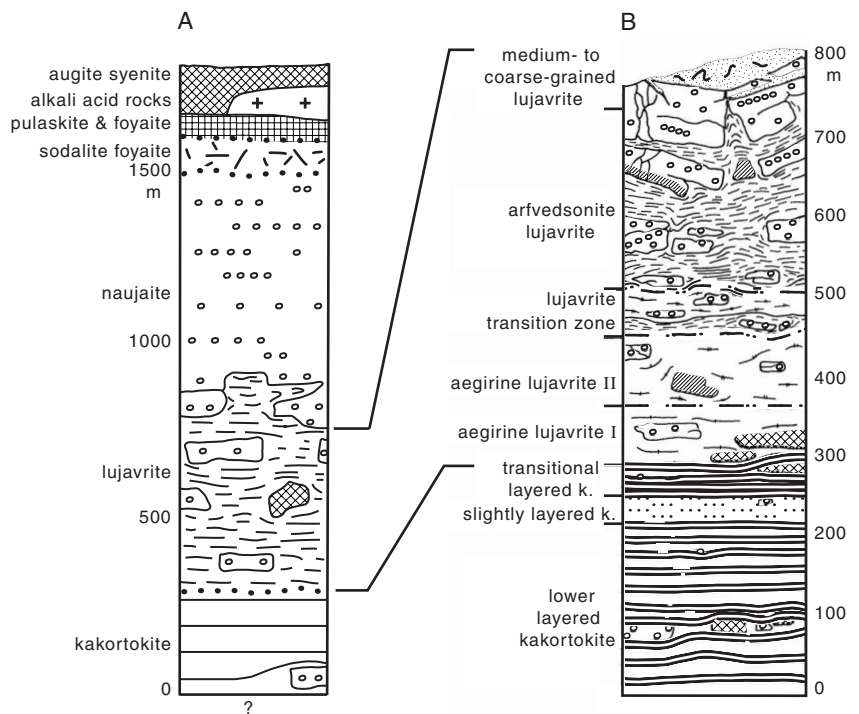 A
augite syenite
alkali acid rocks
pulaskite & foyaite
sodalite foyaite
1500
m
naujaite
1000
lujavrite
500
kakortokite
0
?
B
medium- to
coarse-grained
lujavrite
arfvedsonite
lujavrite
lujavrite
transition zone
aegirine lujavrite II
aegirine lujavrite I
transitional
layered k.
slightly layered k.
lower
layered
kakortokite
800
m
700
600
500
400
300
200
100
0